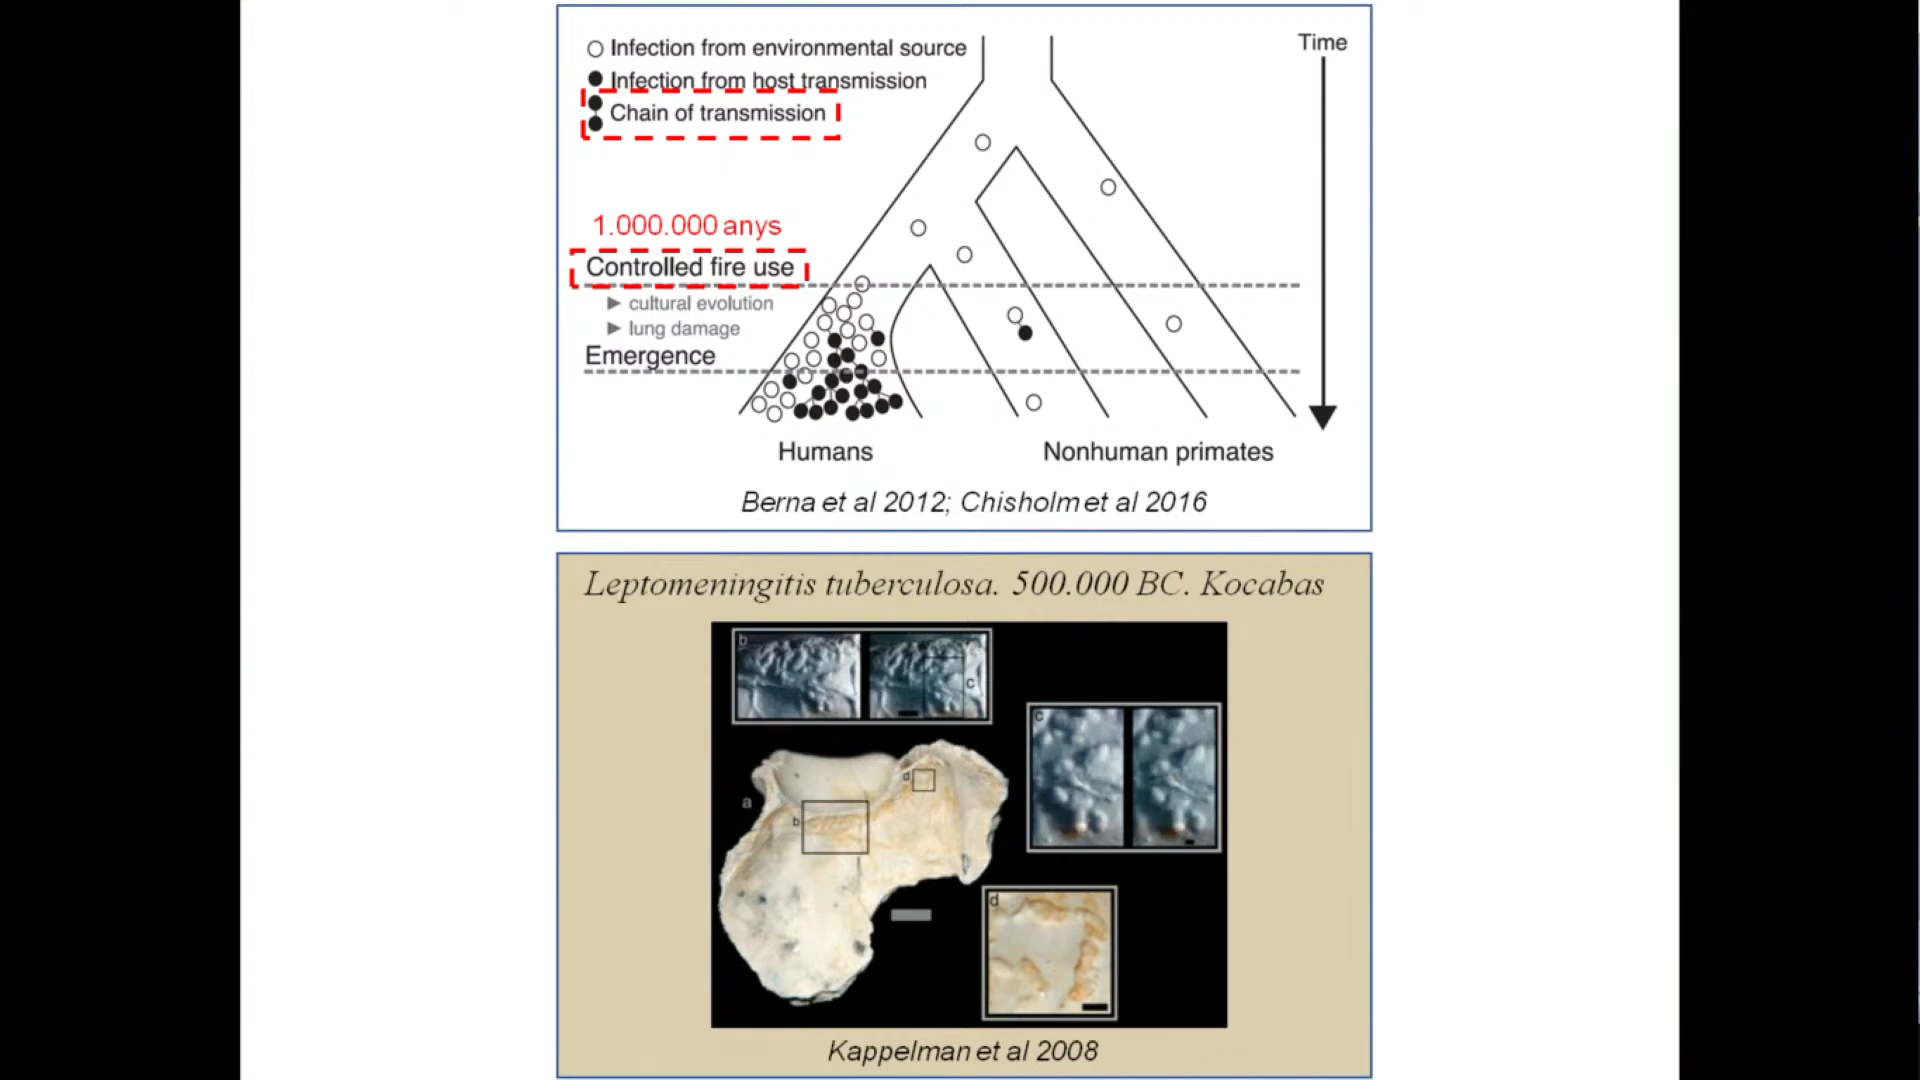 Infection from environmental source
Infection from host transmission
Chain of transmission
Time
1.000.000 anys
Controlled fire use
► cultural evolution
► lung damage
Emergence
Humans
Nonhuman primates
Berna et al 2012; Chisholm et al 2016
Leptomeningitis tuberculosa. 500.000 BC. Kocabas
b
c
c
a
b
d
d
Kappelman et al 2008